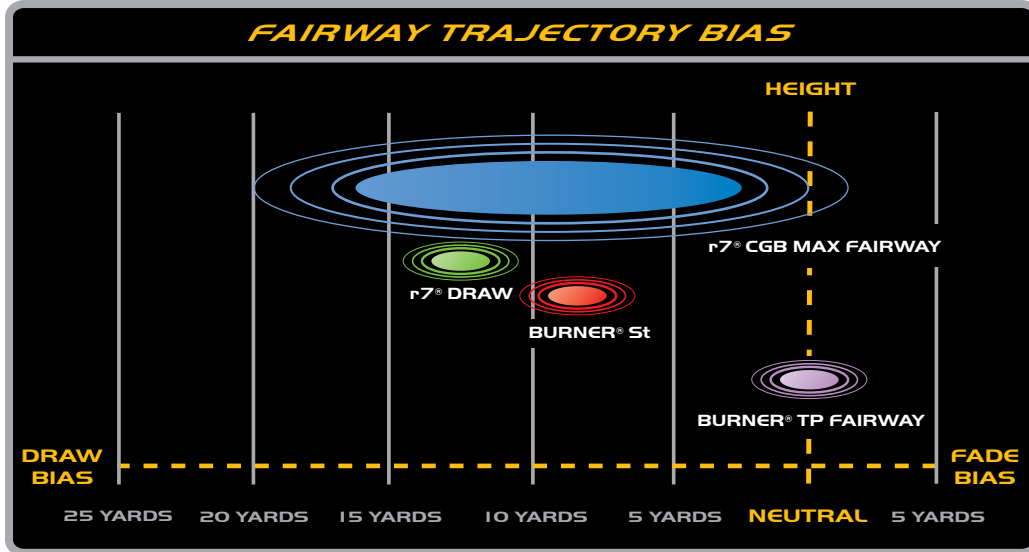 FAIRWAY TRAJECTORY BIAS
HEIGHT
r7® CGB MAX FAIRWAY
r7® DRAW
BURNER® St
BURNER® TP FAIRWAY
DRAW
BIAS
FADE
BIAS
25 YARDS 20 YARDS 15 YARDS 10 YARDS 5 YARDS NEUTRAL 5 YARDS